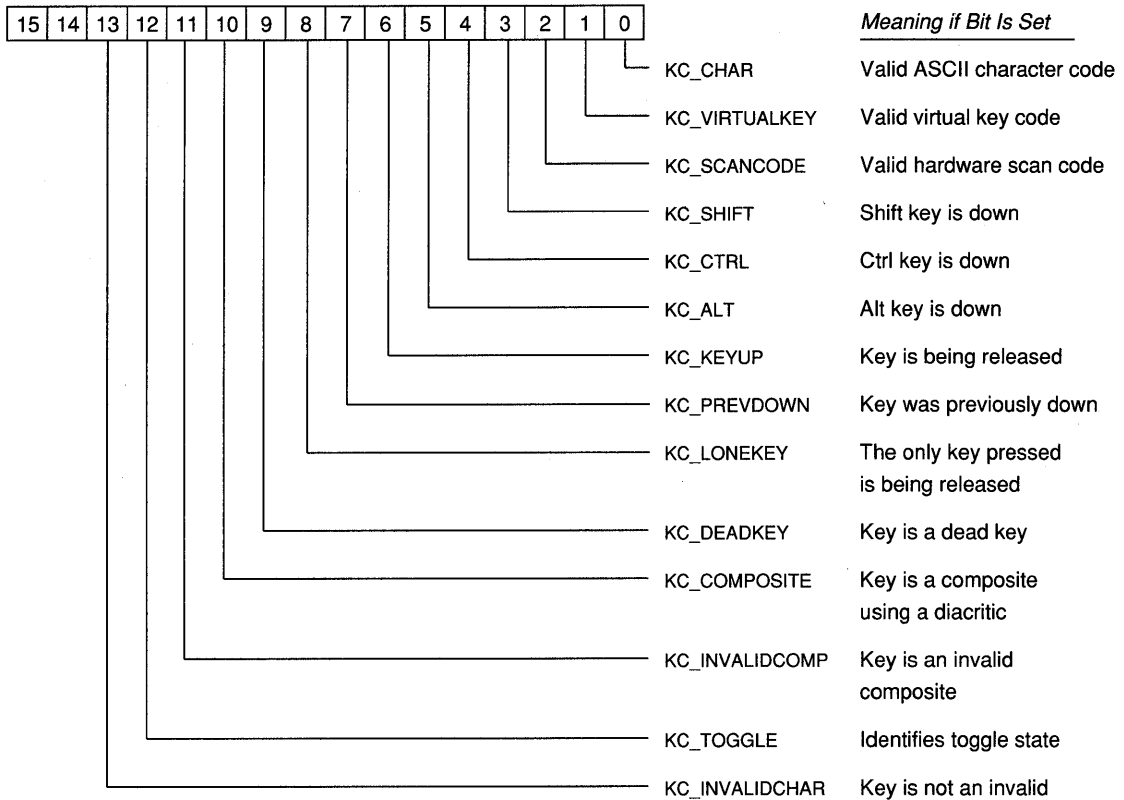 15 14 13 12 11 10 9 8 7 6 5 4 3 2 1 0 Meaning if Bit Is Set
KC_CHAR Valid ASCII character code
KC_VIRTUALKEY Valid virtual key code
KC_SCANCODE Valid hardware scan code
KC_SHIFT Shift key is down
KC_CTRL Ctrl key is down
KC_ALT Alt key is down
KC_KEYUP Key is being released
KC_PREVDOWN Key was previously down
KC_LONEKEY The only key pressed
is being released
KC_DEADKEY Key is a dead key
KC_COMPOSITE Key is a composite
using a diacritic
KC_INVALIDCOMP Key is an invalid
composite
KC_TOGGLE Identifies toggle state
KC_INVALIDCHAR Key is not an invalid